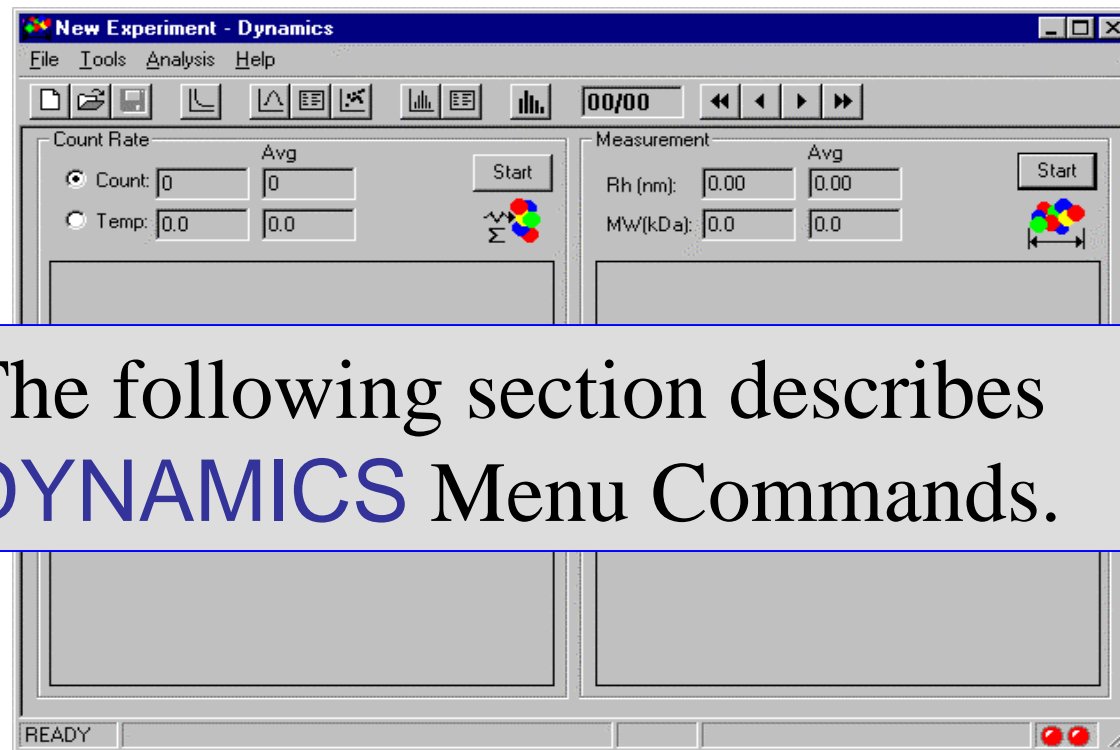 New Experiment - Dynamics
File Tools Analysis Help
00/00
Count Rate
Avg
Count: 0 0
Temp: 0.0 0.0
Start
Σ
Measurement
Avg
Rh (nm): 0.00 0.00
MW(kDa): 0.0 0.0
Start
The following section describes
DYNAMICS Menu Commands.
READY